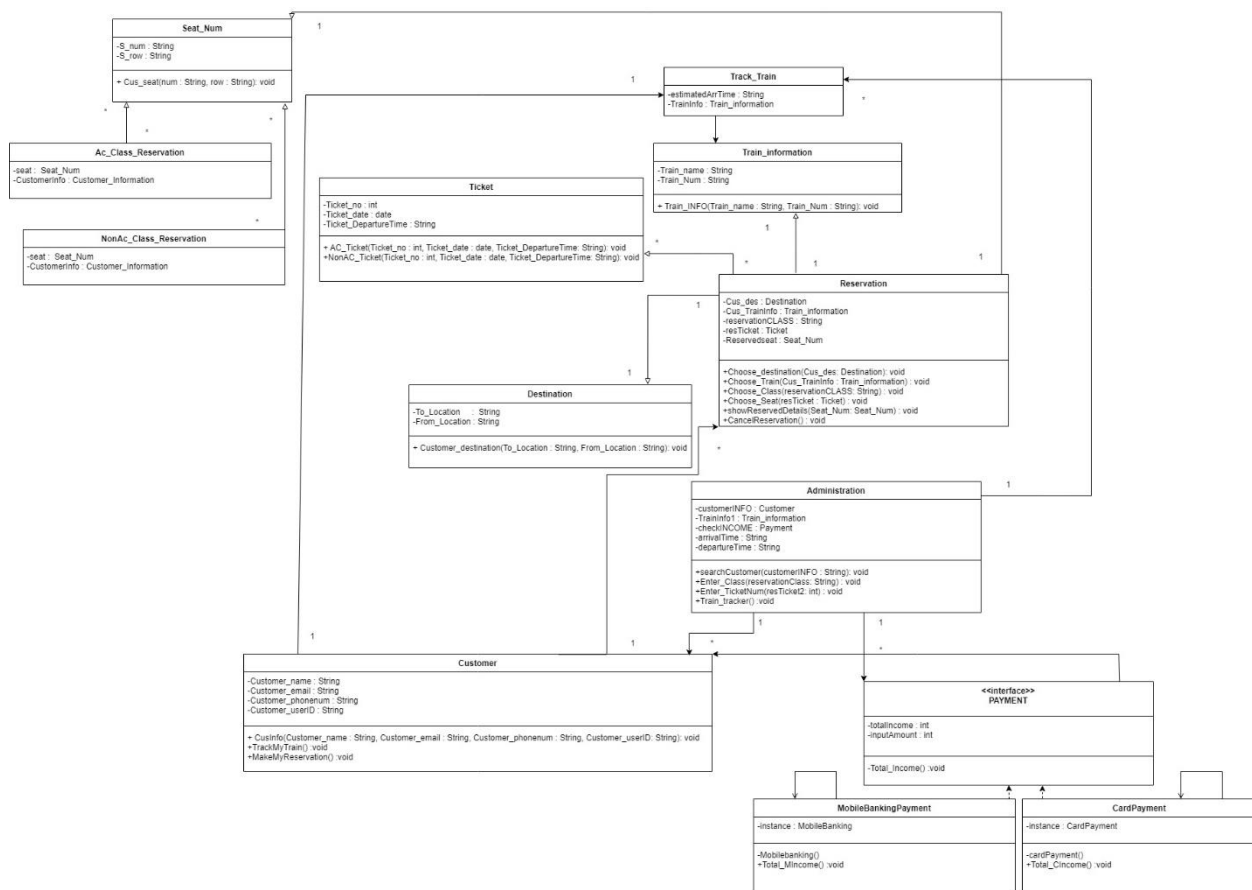 Seat_Num
-S_num : String
-S_row : String
+ Cus_seat(num : String, row : String): void
1
1
1
*
*
*
*
*
Track_Train
-estimatedArrTime : String
-TrainInfo : Train_information
Ac_Class_Reservation
-seat : Seat_Num
-CustomerInfo : Customer_Information
Train_information
-Train_name : String
-Train_Num : String
+ Train_INFO(Train_name : String, Train_Num : String): void
Ticket
-Ticket_no : int
-Ticket_date : date
-Ticket_DepartureTime : String
+ AC_Ticket(Ticket_no : int, Ticket_date : date, Ticket_DepartureTime: String): void
+NonAC_Ticket(Ticket_no : int, Ticket_date : date, Ticket_DepartureTime: String): void
NonAc_Class_Reservation
-seat : Seat_Num
-CustomerInfo : Customer_Information
1
*
*
1
1
Reservation
-Cus_des : Destination
-Cus_TrainInfo : Train_information
-reservationCLASS : String
-resTicket : Ticket
-Reservedseat : Seat_Num
+Choose_destination(Cus_des: Destination): void
+Choose_Train(Cus_TrainInfo : Train_information) : void
+Choose_Class(reservationCLASS: String) : void
+Choose_Seat(resTicket : Ticket) : void
+showReservedDetails(Seat_Num: Seat_Num) : void
+CancelReservation() : void
1
1
Destination
-To_Location : String
-From_Location : String
+ Customer_destination(To_Location : String, From_Location : String): void
*
1
Administration
-customerINFO : Customer
-TrainInfo1 : Train_information
-checkINCOME : Payment
-arrivalTime : String
-departureTime : String
+searchCustomer(customerINFO : String): void
+Enter_Class(reservationClass: String) : void
+Enter_TicketNum(resTicket2: int) : void
+Train_tracker() : void
1
1
1
1
*
*
Customer
-Customer_name : String
-Customer_email : String
-Customer_phonenum : String
-Customer_userID : String
+ CusInfo(Customer_name : String, Customer_email : String, Customer_phonenum : String, Customer_userID: String): void
+TrackMyTrain() : void
+MakeMyReservation() : void
<<interface>>
PAYMENT
-totalIncome : int
-inputAmount : int
-Total_Income() : void
MobileBankingPayment
-instance : MobileBanking
-Mobilebanking()
+Total_MIncome() : void
CardPayment
-instance : CardPayment
-cardPayment()
+Total_CIncome() : void